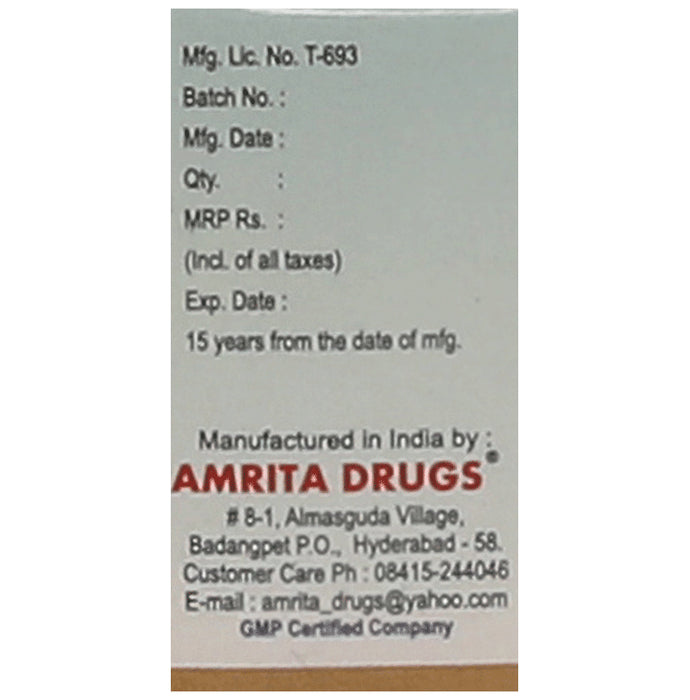 Mfg. Lic. No. T-693
Batch No. :
Mfg. Date :
Qty. :
MRP Rs. :
(Incl. of all taxes)
Exp. Date :
15 years from the date of mfg.
Manufactured in India by :
AMRITA DRUGS®
# 8-1, Almasguda Village,
Badangpet P.O., Hyderabad - 58.
Customer Care Ph : 08415-244046
E-mail : amrita_drugs@yahoo.com
GMP Certified Company